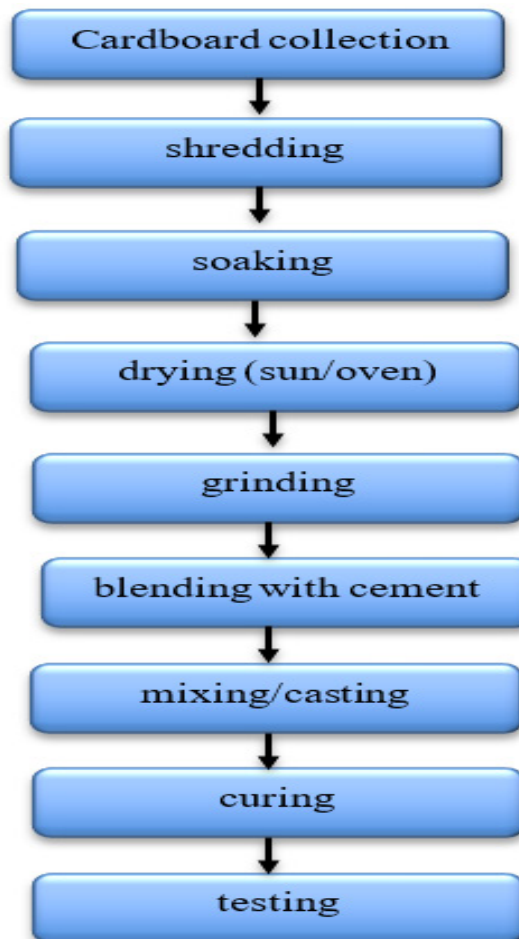 Cardboard collection
shredding
soaking
drying (sun/oven)
grinding
blending with cement
mixing/casting
curing
testing